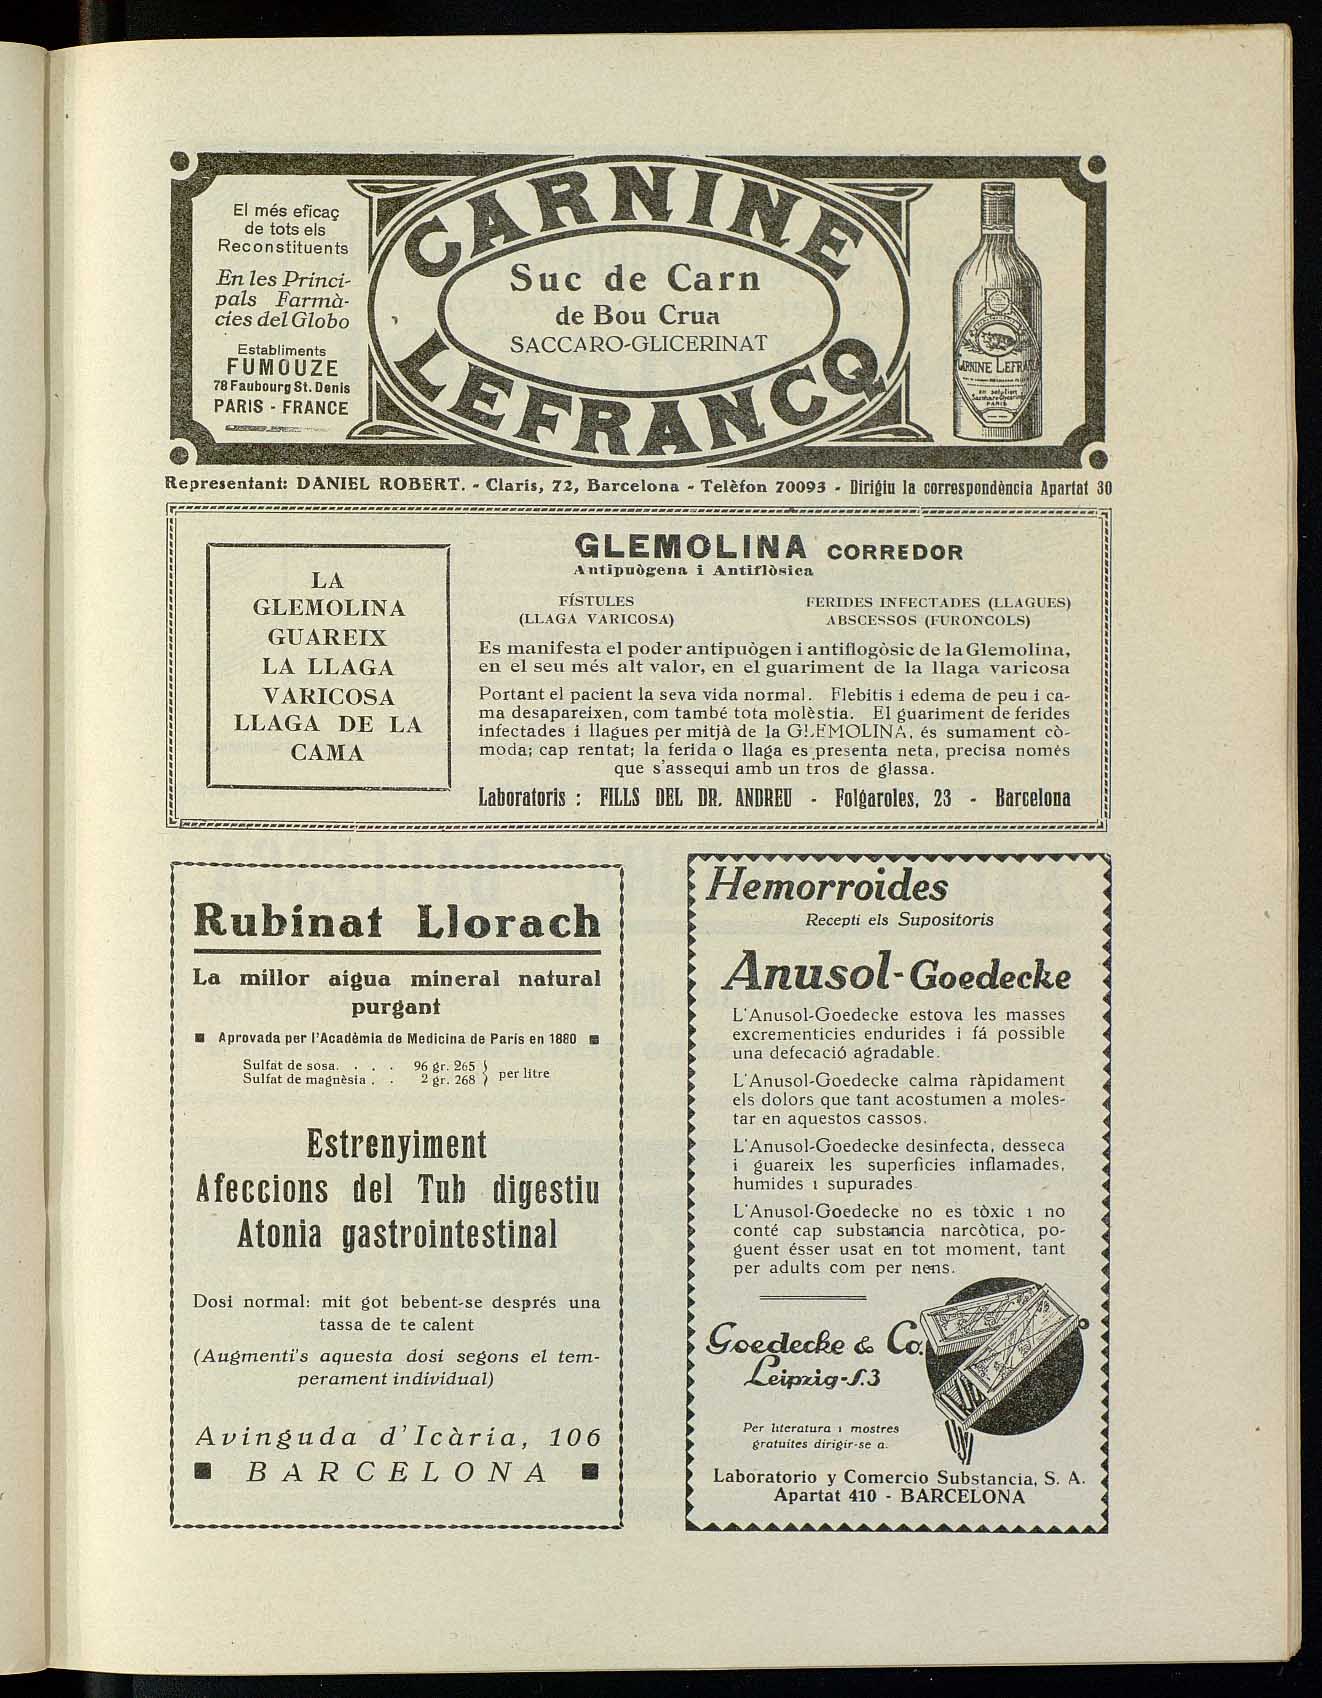 El més eficaç
de tots els
Reconstituents
En les Princi-
pals Farmà-
cies del Globo
Establiments
FUMOUZE
78 Faubourg St. Denis
PARIS - FRANCE
CARNINE
Suc de Carn
de Bou Crua
SACCARO-GLICERINAT
LEFRANCQ
CARNINE LEFRAN
PARIS
Representant: DANIEL ROBERT. - Claris, 72, Barcelona - Telèfon 70093 - Dirigiu la correspondència Apartat 30
LA
GLEMOLINA
GUAREIX
LA LLAGA
VARICOSA
LLAGA DE LA
CAMA
GLEMOLINA CORREDOR
Antipuògena i Antiflòsica
FÍSTULES
(LLAGA VARICOSA)
FERIDES INFECTADES (LLAGUES)
ABSCESSOS (FURONCOLS)
Es manifesta el poder antipuògen i antiflogòsic de la Glemolina,
en el seu més alt valor, en el guariment de la llaga varicosa
Portant el pacient la seva vida normal. Flebitis i edema de peu i ca-
ma desapareixen, com també tota molèstia. El guariment de ferides
infectades i llagues per mitjà de la GLEMOLINA, és sumament cò-
moda; cap rentat; la ferida o llaga es presenta neta, precisa només
que s'assequi amb un tros de glassa.
Laboratoris : FILLS DEL DR. ANDREU - Folgaroles, 23 - Barcelona
Rubinat Llorach
La millor aigua mineral natural
purgant
■ Aprovada per l'Acadèmia de Medicina de París en 1880 ■
Sulfat de sosa. . . . 96 gr. 265
Sulfat de magnèsia . . 2 gr. 268 } per litre
Estrenyiment
Afeccions del Tub digestiu
Atonia gastrointestinal
Dosi normal: mit got bebent-se després una
tassa de te calent
(Augmenti's aquesta dosi segons el tem-
perament individual)
Avinguda d'Icària, 106
■ BARCELONA ■
Hemorroides
Recepti els Supositoris
Anusol-Goedecke
L'Anusol-Goedecke estova les masses
excrementicies endurides i fá possible
una defecació agradable.
L'Anusol-Goedecke calma ràpidament
els dolors que tant acostumen a moles-
tar en aquestos cassos.
L'Anusol-Goedecke desinfecta, desseca
i guareix les superfícies inflamades,
humides i supurades.
L'Anusol-Goedecke no es tòxic i no
conté cap substancia narcòtica, po-
guent ésser usat en tot moment, tant
per adults com per nens.
Goedecke & Co.
Leipzig-S.3
Per literatura i mostres
gratuïtes dirigir-se a.
Laboratorio y Comercio Substancia, S. A.
Apartat 410 - BARCELONA